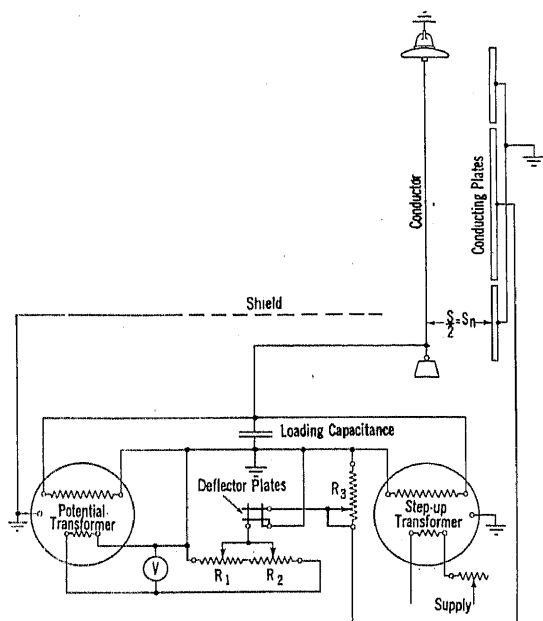 Conductor
Conducting Plates
Shield
S/2 = Sn
Loading Capacitance
Deflector Plates
R3
Potential
Transformer
Step-up
Transformer
V
R1
R2
Supply